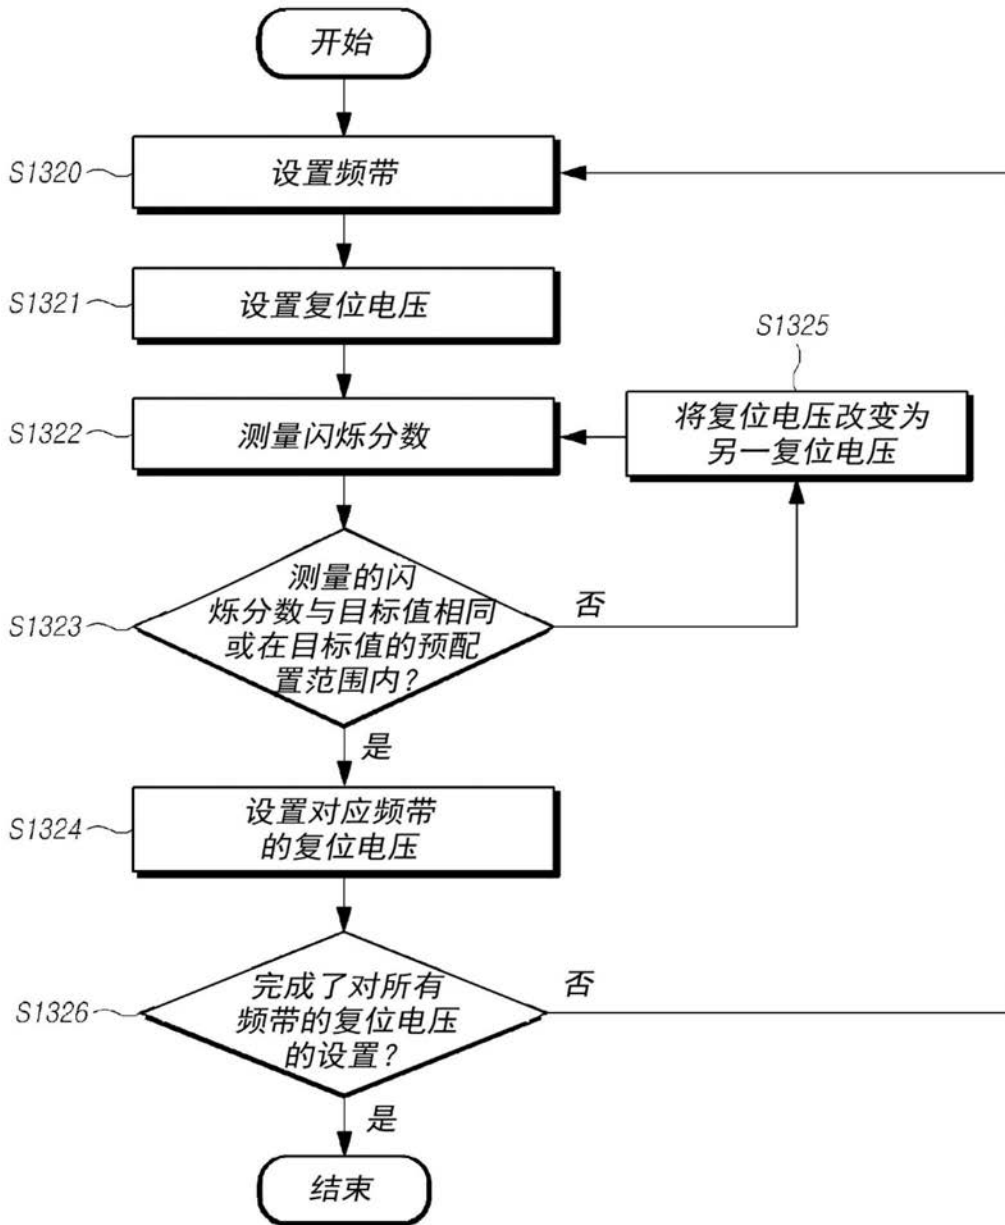 开始
S1320
设置频带
S1321
设置复位电压
S1325
S1322
测量闪烁分数
将复位电压改变为
另一复位电压
S1323
测量的闪
烁分数与目标值相同
或在目标值的预配
置范围内？
否
是
S1324
设置对应频带
的复位电压
S1326
完成了对所有
频带的复位电压
的设置？
否
是
结束